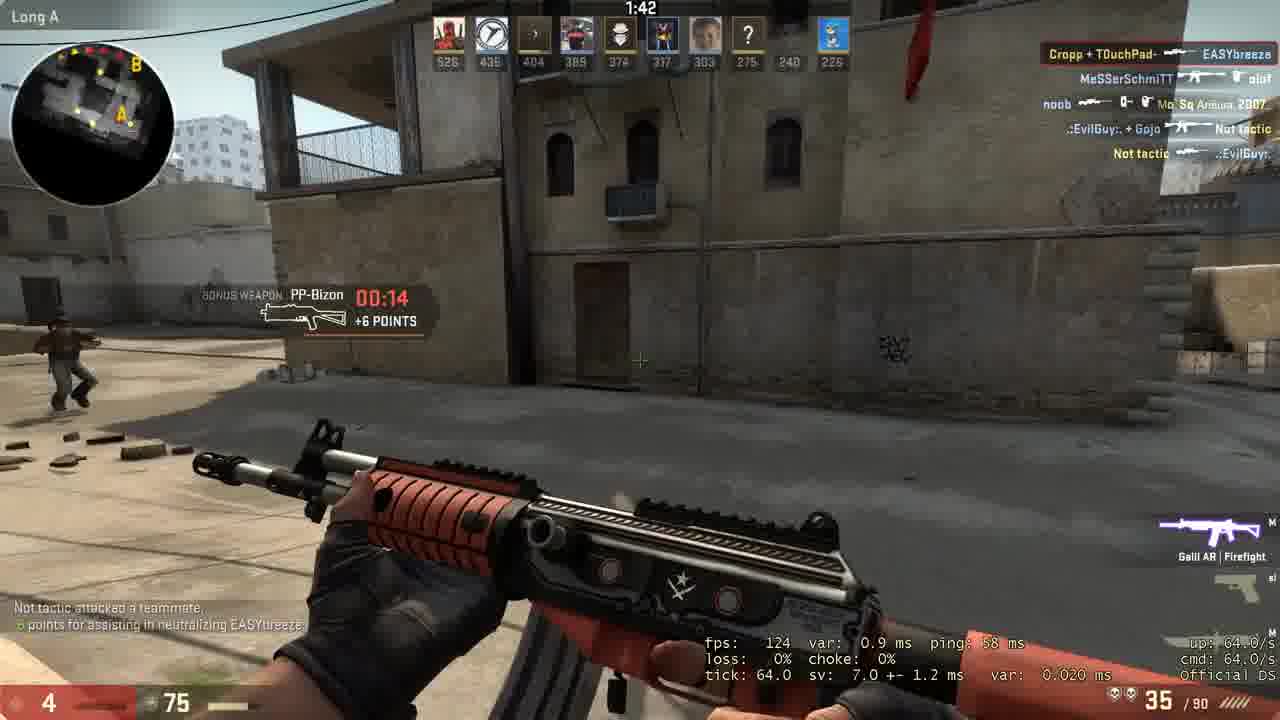 Long A
1:42
B
A
?
526 435 404 389 374 317 303 275 240 226
Cropp + TOuchPad- EASYbreeze
MeSSerSchmiTT olof
noob Mo Sq
.:EvilGuy:. + Gojo Not tactic
Not tactic .:EvilGuy:.
BONUS WEAPON: PP-Bizon 00:14
+6 POINTS
M
Galil AR | Firefight
Not tactic attacked a teammate.
6 points for assisting in neutralizing EASYbreeze.
M
fps: 124 var: 0.9 ms ping: 58 ms up: 64.0/s
loss: 0% choke: 0% cmd: 64.0/s
tick: 64.0 sv: 7.0 +- 1.2 ms var: 0.020 ms Official DS
4 75
35 / 90